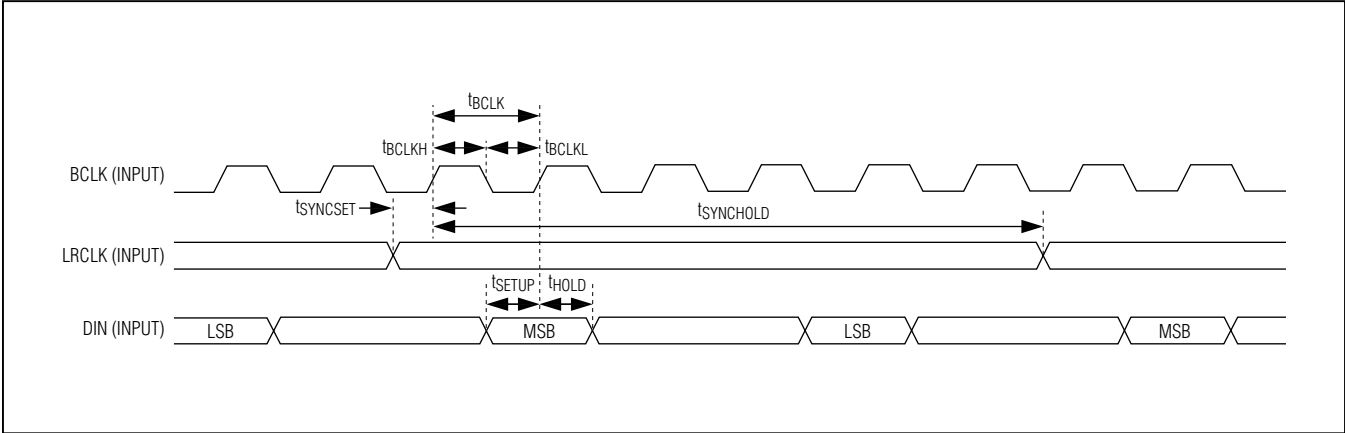 tBCLK
tBCLKH
tBCLKL
BCLK (INPUT)
tSYNCSET
tSYNCHOLD
LRCLK (INPUT)
tSETUP
tHOLD
DIN (INPUT)
LSB
MSB
LSB
MSB